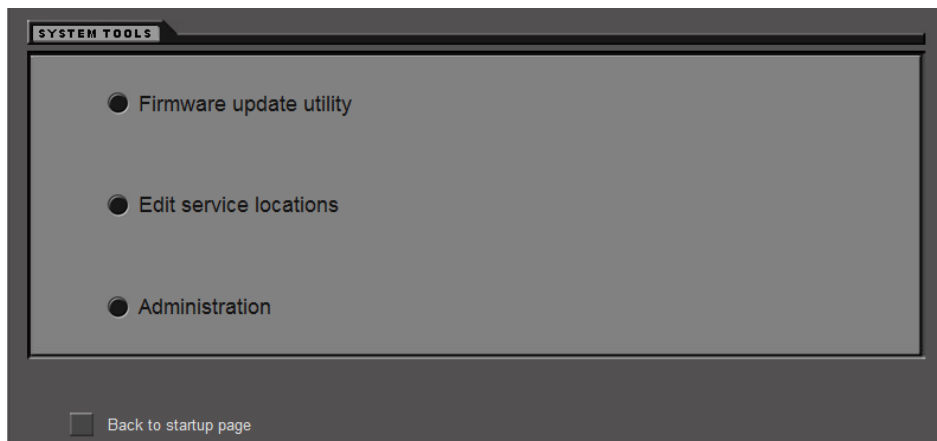 SYSTEM TOOLS
Firmware update utility
Edit service locations
Administration
Back to startup page